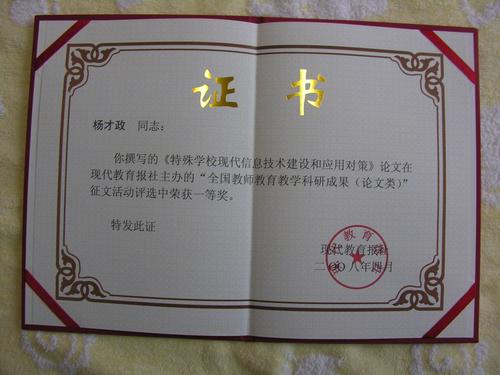 证书
杨才政 同志：
你撰写的《特殊学校现代信息技术建设和应用对策》论文在
现代教育报社主办的“全国教师教育教学科研成果（论文类）”
征文活动评选中荣获一等奖。
特发此证
现代教育报社
二〇〇八年四月